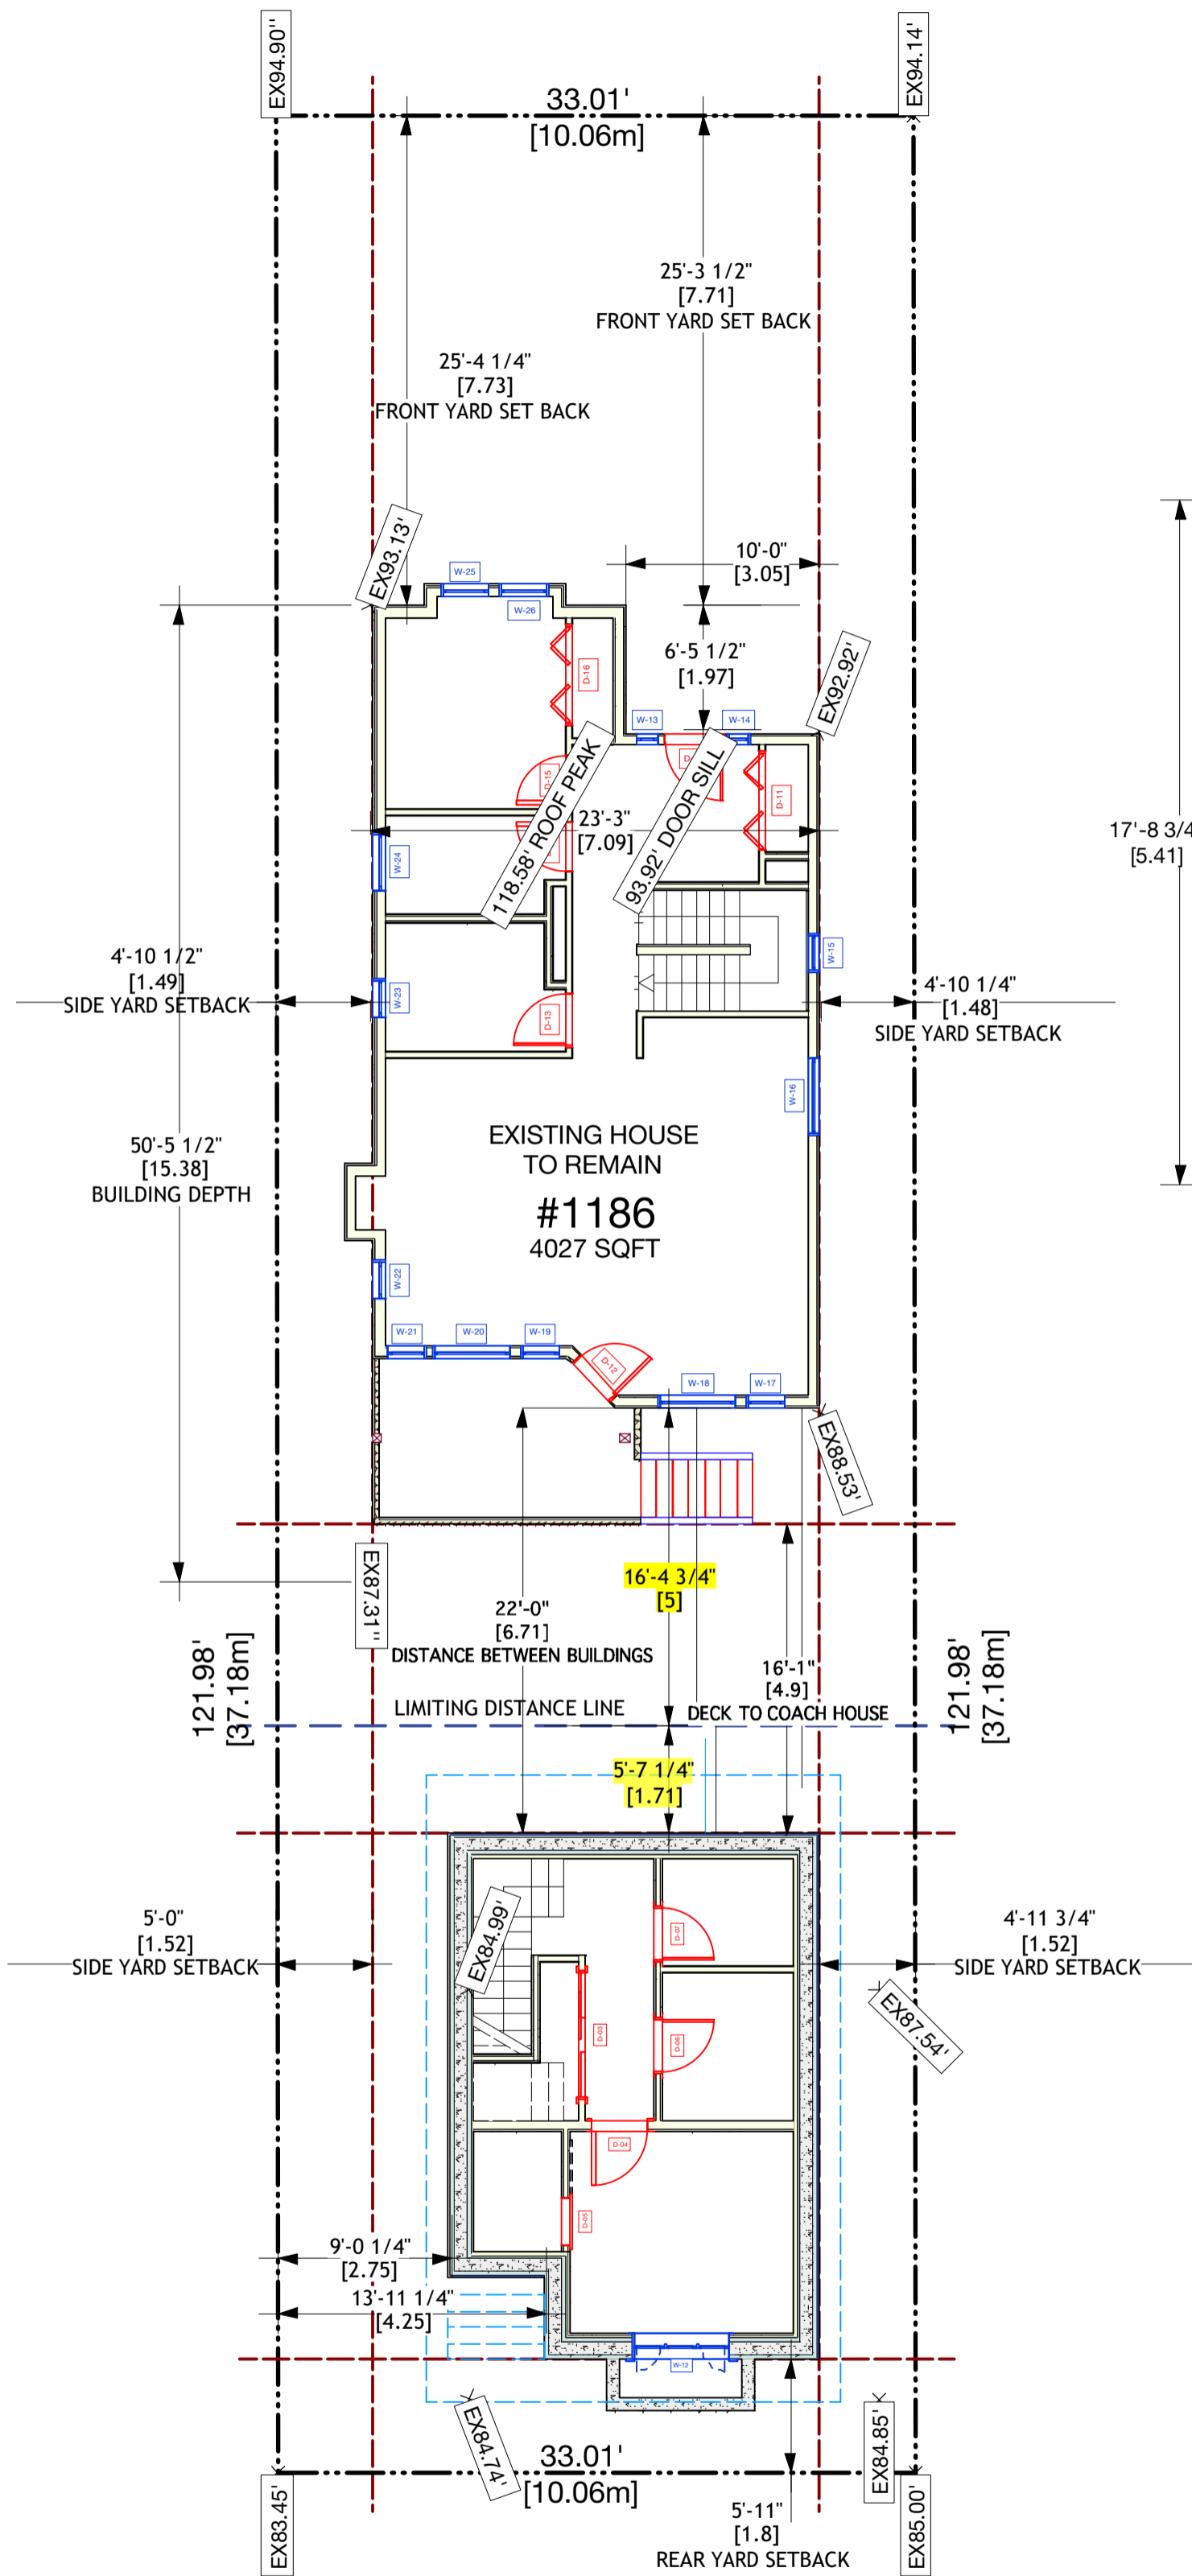 EX94.90''
EX94.14'
33.01'
[10.06m]
25'-3 1/2"
[7.71]
FRONT YARD SET BACK
25'-4 1/4"
[7.73]
FRONT YARD SET BACK
EX93.13'
10'-0"
[3.05]
W-25
W-26
6'-5 1/2"
[1.97]
EX92.92'
D-16
W-13
W-14
D-15
D-11
118.58' ROOF PEAK
93.92' DOOR SILL
23'-3"
[7.09]
17'-8 3/4
[5.41]
W-24
W-15
4'-10 1/2"
[1.49]
SIDE YARD SETBACK
W-23
D-13
4'-10 1/4"
[1.48]
SIDE YARD SETBACK
W-16
50'-5 1/2"
[15.38]
BUILDING DEPTH
EXISTING HOUSE
TO REMAIN
#1186
4027 SQFT
W-22
W-21
W-20
W-19
D-12
W-18
W-17
EX88.53'
EX87.31''
16'-4 3/4"
[5]
22'-0"
[6.71]
DISTANCE BETWEEN BUILDINGS
121.98'
[37.18m]
16'-1"
[4.9]
DECK TO COACH HOUSE
121.98'
[37.18m]
LIMITING DISTANCE LINE
5'-7 1/4"
[1.71]
5'-0"
[1.52]
SIDE YARD SETBACK
EX84.99'
D-07
4'-11 3/4"
[1.52]
SIDE YARD SETBACK
EX87.54'
D-03
D-06
D-04
D-05
9'-0 1/4"
[2.75]
13'-11 1/4"
[4.25]
W-12
EX84.74'
EX84.85'
33.01'
[10.06m]
EX83.45'
EX85.00'
5'-11"
[1.8]
REAR YARD SETBACK